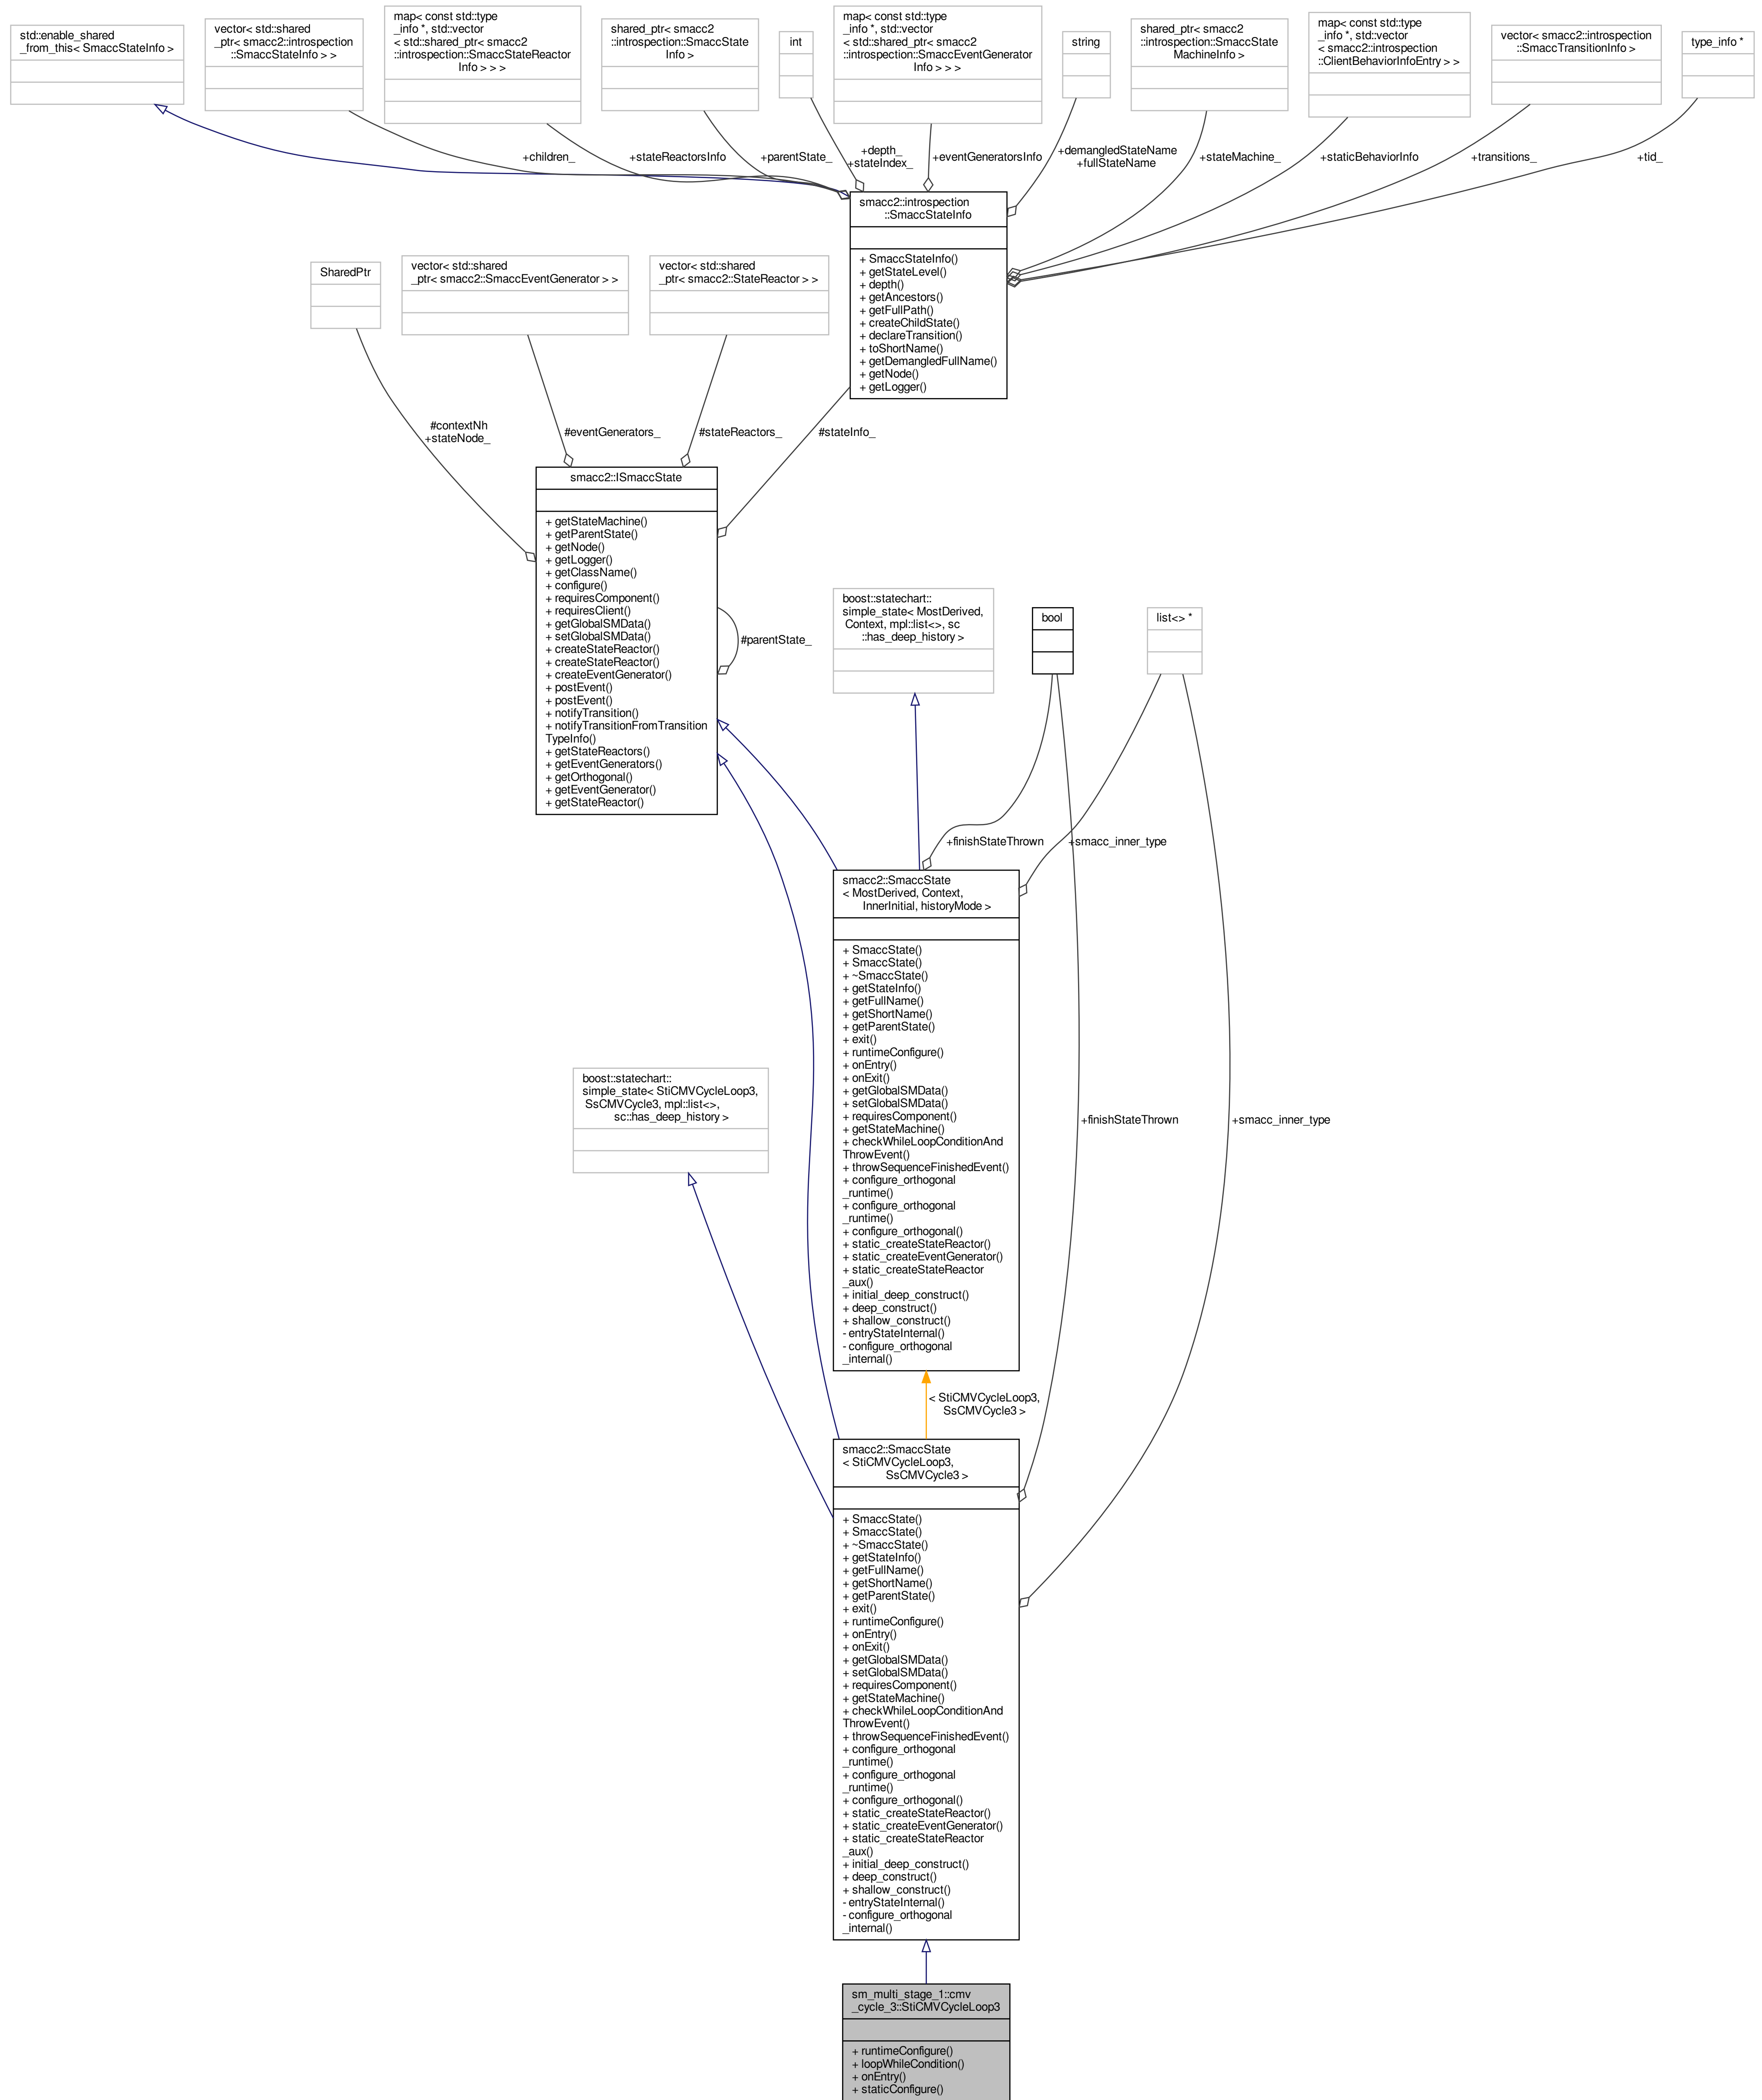 std::enable_shared
_from_this< SmaccStateInfo >
vector< std::shared
_ptr< smacc2::introspection
::SmaccStateInfo > >
map< const std::type
_info *, std::vector
< std::shared_ptr< smacc2
::introspection::SmaccStateReactor
Info > > >
shared_ptr< smacc2
::introspection::SmaccState
Info >
int
map< const std::type
_info *, std::vector
< std::shared_ptr< smacc2
::introspection::SmaccEventGenerator
Info > > >
string
shared_ptr< smacc2
::introspection::SmaccState
MachineInfo >
map< const std::type
_info *, std::vector
< smacc2::introspection
::ClientBehaviorInfoEntry > >
vector< smacc2::introspection
::SmaccTransitionInfo >
type_info *
+children_
+stateReactorsInfo
+parentState_
+depth_
+stateIndex_
+eventGeneratorsInfo
+demangledStateName
+fullStateName
+stateMachine_
+staticBehaviorInfo
+transitions_
+tid_
smacc2::introspection
::SmaccStateInfo
+ SmaccStateInfo()
+ getStateLevel()
+ depth()
+ getAncestors()
+ getFullPath()
+ createChildState()
+ declareTransition()
+ toShortName()
+ getDemangledFullName()
+ getNode()
+ getLogger()
SharedPtr
vector< std::shared
_ptr< smacc2::SmaccEventGenerator > >
vector< std::shared
_ptr< smacc2::StateReactor > >
#contextNh
+stateNode_
#eventGenerators_
#stateReactors_
#stateInfo_
smacc2::ISmaccState
+ getStateMachine()
+ getParentState()
+ getNode()
+ getLogger()
+ getClassName()
+ configure()
+ requiresComponent()
+ requiresClient()
+ getGlobalSMData()
+ setGlobalSMData()
+ createStateReactor()
+ createStateReactor()
+ createEventGenerator()
+ postEvent()
+ postEvent()
+ notifyTransition()
+ notifyTransitionFromTransition
TypeInfo()
+ getStateReactors()
+ getEventGenerators()
+ getOrthogonal()
+ getEventGenerator()
+ getStateReactor()
#parentState_
boost::statechart::
simple_state< MostDerived,
Context, mpl::list<>, sc
::has_deep_history >
bool
list<> *
+finishStateThrown
+smacc_inner_type
smacc2::SmaccState
< MostDerived, Context,
InnerInitial, historyMode >
+ SmaccState()
+ SmaccState()
+ ~SmaccState()
+ getStateInfo()
+ getFullName()
+ getShortName()
+ getParentState()
+ exit()
+ runtimeConfigure()
+ onEntry()
+ onExit()
+ getGlobalSMData()
+ setGlobalSMData()
+ requiresComponent()
+ getStateMachine()
+ checkWhileLoopConditionAnd
ThrowEvent()
+ throwSequenceFinishedEvent()
+ configure_orthogonal
_runtime()
+ configure_orthogonal
_runtime()
+ configure_orthogonal()
+ static_createStateReactor()
+ static_createEventGenerator()
+ static_createStateReactor
_aux()
+ initial_deep_construct()
+ deep_construct()
+ shallow_construct()
- entryStateInternal()
- configure_orthogonal
_internal()
boost::statechart::
simple_state< StiCMVCycleLoop3,
SsCMVCycle3, mpl::list<>,
sc::has_deep_history >
+finishStateThrown
+smacc_inner_type
< StiCMVCycleLoop3,
SsCMVCycle3 >
smacc2::SmaccState
< StiCMVCycleLoop3,
SsCMVCycle3 >
+ SmaccState()
+ SmaccState()
+ ~SmaccState()
+ getStateInfo()
+ getFullName()
+ getShortName()
+ getParentState()
+ exit()
+ runtimeConfigure()
+ onEntry()
+ onExit()
+ getGlobalSMData()
+ setGlobalSMData()
+ requiresComponent()
+ getStateMachine()
+ checkWhileLoopConditionAnd
ThrowEvent()
+ throwSequenceFinishedEvent()
+ configure_orthogonal
_runtime()
+ configure_orthogonal
_runtime()
+ configure_orthogonal()
+ static_createStateReactor()
+ static_createEventGenerator()
+ static_createStateReactor
_aux()
+ initial_deep_construct()
+ deep_construct()
+ shallow_construct()
- entryStateInternal()
- configure_orthogonal
_internal()
sm_multi_stage_1::cmv
_cycle_3::StiCMVCycleLoop3
+ runtimeConfigure()
+ loopWhileCondition()
+ onEntry()
+ staticConfigure()